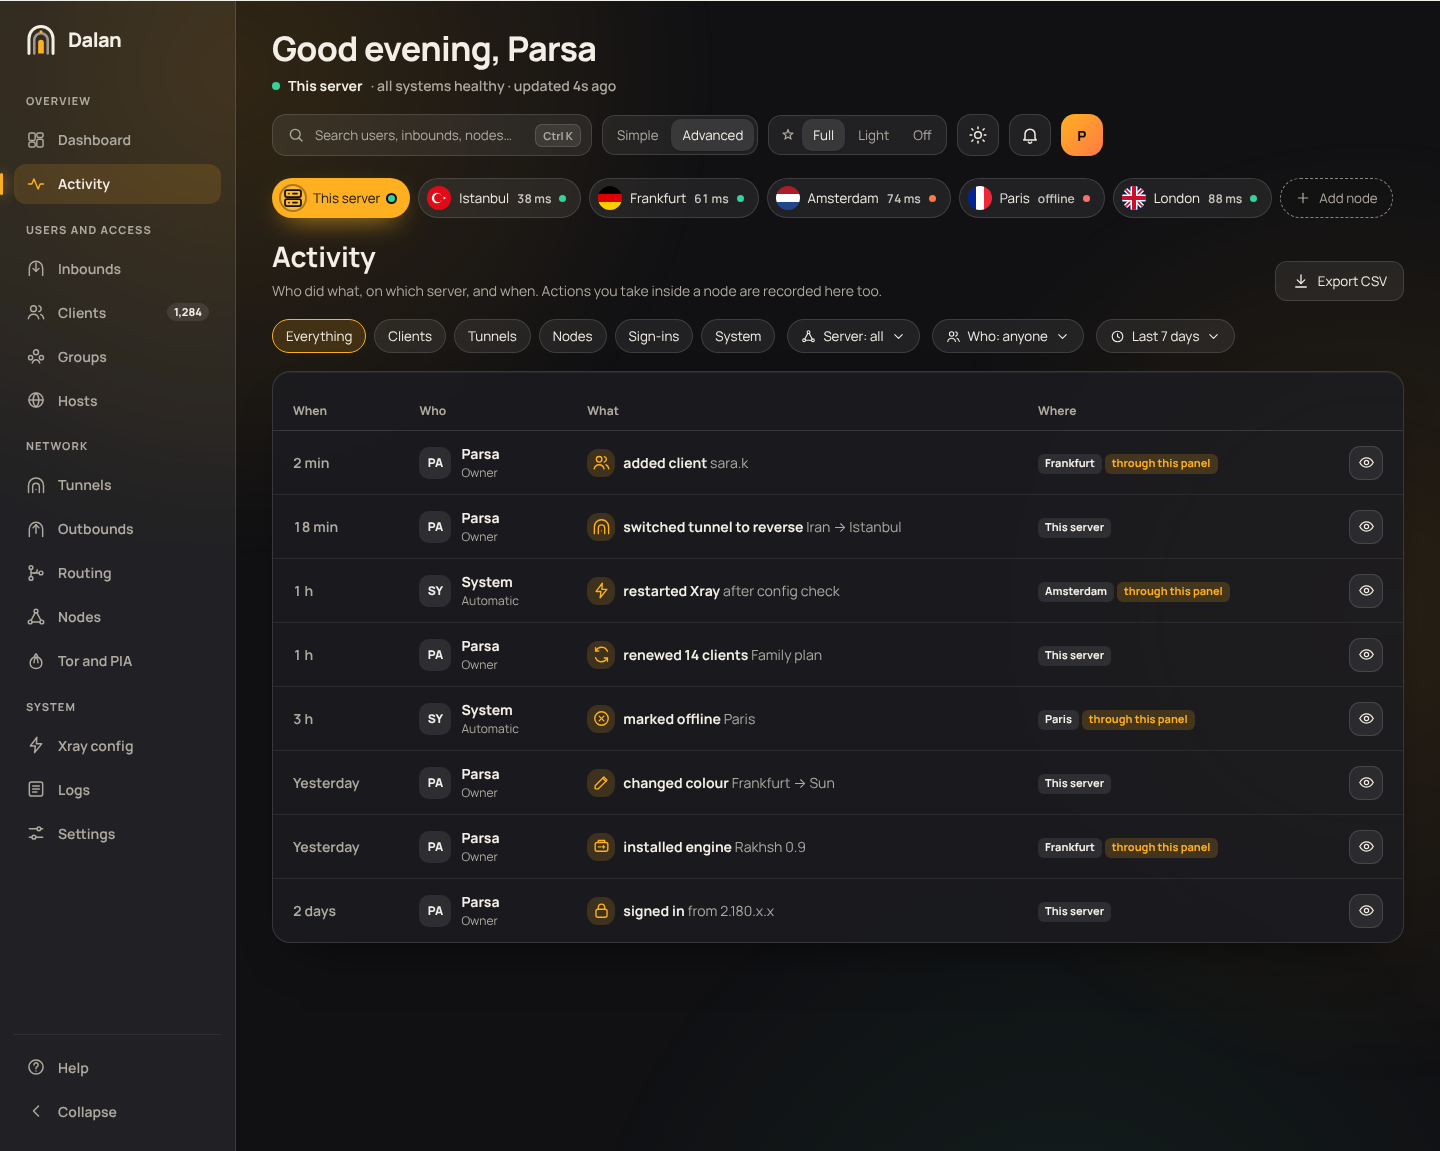 Dalan
OVERVIEW
Dashboard
Activity
USERS AND ACCESS
Inbounds
Clients 1,284
Groups
Hosts
NETWORK
Tunnels
Outbounds
Routing
Nodes
Tor and PIA
SYSTEM
Xray config
Logs
Settings
Help
Collapse
Good evening, Parsa
This server · all systems healthy · updated 4s ago
Search users, inbounds, nodes... Ctrl K Simple Advanced Full Light Off P
This server Istanbul 38 ms Frankfurt 61 ms Amsterdam 74 ms Paris offline London 88 ms Add node
Activity
Who did what, on which server, and when. Actions you take inside a node are recorded here too.
Export CSV
Everything Clients Tunnels Nodes Sign-ins System Server: all Who: anyone Last 7 days
When Who What Where
2 min PA Parsa added client sara.k Frankfurt through this panel
Owner
18 min PA Parsa switched tunnel to reverse Iran → Istanbul This server
Owner
1 h SY System restarted Xray after config check Amsterdam through this panel
Automatic
1 h PA Parsa renewed 14 clients Family plan This server
Owner
3 h SY System marked offline Paris Paris through this panel
Automatic
Yesterday PA Parsa changed colour Frankfurt → Sun This server
Owner
Yesterday PA Parsa installed engine Rakhsh 0.9 Frankfurt through this panel
Owner
2 days PA Parsa signed in from 2.180.x.x This server
Owner